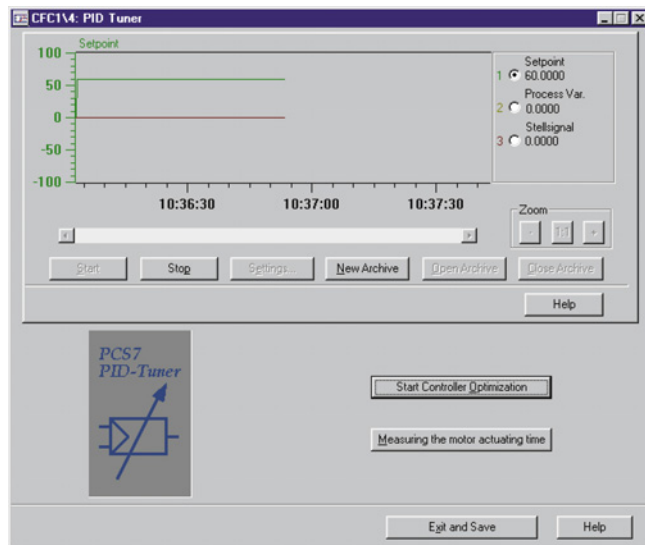 CFC1\4: PID Tuner
Setpoint
100
50
0
-50
-100
10:36:30
10:37:00
10:37:30
Setpoint
1 60.0000
Process Var.
2 0.0000
Stellsignal
3 0.0000
Zoom
- 1:1 +
Start Stop Settings... New Archive Open Archive Close Archive
Help
PCS7
PID-Tuner
Start Controller Optimization
Measuring the motor actuating time
Exit and Save Help